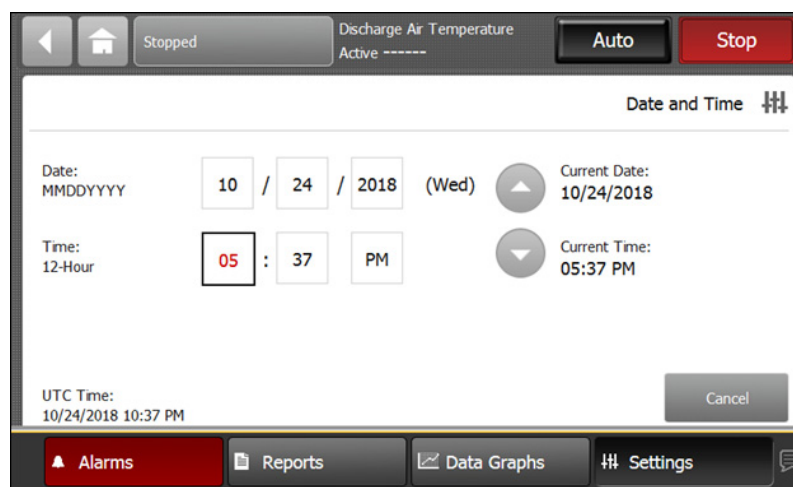 Stopped
Discharge Air Temperature
Active ------
Auto
Stop
Date and Time
Date:
MMDDYYYY
10 / 24 / 2018 (Wed)
Current Date:
10/24/2018
Time:
12-Hour
05 : 37 PM
Current Time:
05:37 PM
UTC Time:
10/24/2018 10:37 PM
Cancel
Alarms
Reports
Data Graphs
Settings